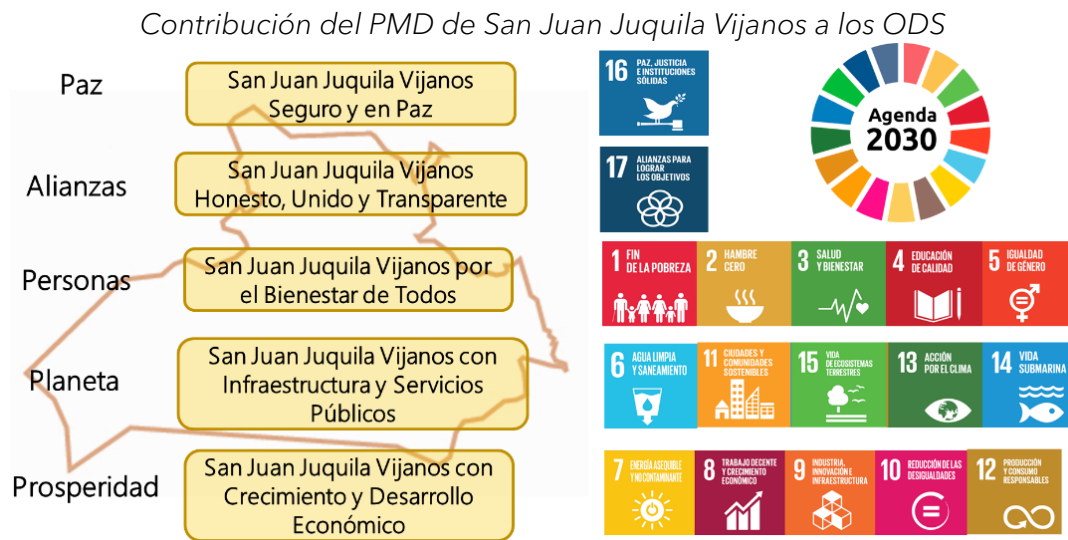 Contribución del PMD de San Juan Juquila Vijanos a los ODS
Paz
San Juan Juquila Vijanos
Seguro y en Paz
16 PAZ, JUSTICIA
E INSTITUCIONES
SÓLIDAS
Agenda
2030
Alianzas
San Juan Juquila Vijanos
Honesto, Unido y Transparente
17 ALIANZAS PARA
LOGRAR
LOS OBJETIVOS
Personas
San Juan Juquila Vijanos por
el Bienestar de Todos
1 FIN
DE LA POBREZA
2 HAMBRE
CERO
3 SALUD
Y BIENESTAR
4 EDUCACIÓN
DE CALIDAD
5 IGUALDAD
DE GÉNERO
Planeta
San Juan Juquila Vijanos con
Infraestructura y Servicios
Públicos
6 AGUA LIMPIA
Y SANEAMIENTO
11 CIUDADES Y
COMUNIDADES
SOSTENIBLES
15 VIDA
DE ECOSISTEMAS
TERRESTRES
13 ACCIÓN
POR EL CLIMA
14 VIDA
SUBMARINA
Prosperidad
San Juan Juquila Vijanos con
Crecimiento y Desarrollo
Económico
7 ENERGÍA ASEQUIBLE
Y NO CONTAMINANTE
8 TRABAJO DECENTE
Y CRECIMIENTO
ECONÓMICO
9 INDUSTRIA,
INNOVACIÓN E
INFRAESTRUCTURA
10 REDUCCIÓN DE LAS
DESIGUALDADES
12 PRODUCCIÓN
Y CONSUMO
RESPONSABLES